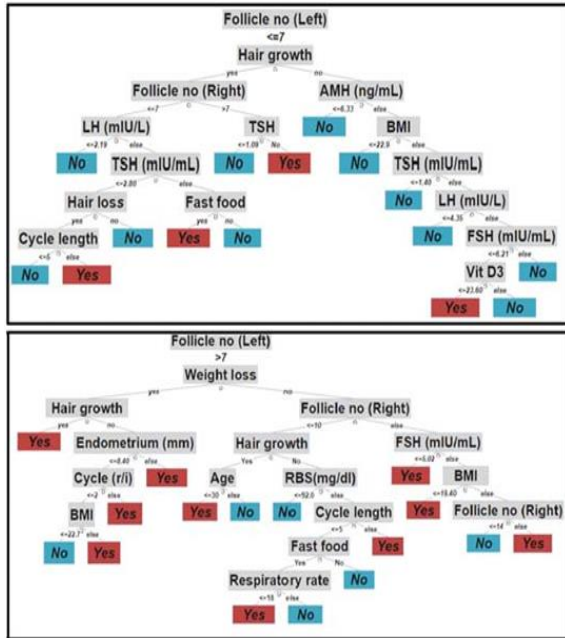 Follicle no (Left)
<=7
Hair growth
yes no
Follicle no (Right) AMH (ng/mL)
<=7 >7 <=6.33 else
LH (mIU/L) TSH No BMI
<=2.19 else <=1.09 No <=22.9 else
No TSH (mIU/mL) No Yes No TSH (mIU/mL)
else <=1.40 else
Hair loss Fast food No LH (mIU/L)
yes no yes no <=4.35 else
Cycle length No Yes No No FSH (mIU/mL)
<=5 else <=6.21 else
No Yes Vit D3 No
<=23.60 else
Yes No
Follicle no (Left)
>7
Weight loss
yes no
Hair growth Follicle no (Right)
yes no <=10 else
Yes Endometrium (mm) Hair growth FSH (mIU/mL)
<=8.40 else Yes No <=5.02 else
Cycle (r/i) Yes Age RBS(mg/dl) Yes BMI
<=2 else <=30 else else else
BMI Yes Yes No No Cycle length Yes Follicle no (Right)
<=22.7 else <=5 else <=14 else
No Yes Fast food Yes No Yes
Yes No
Respiratory rate No
<=18 else
Yes No